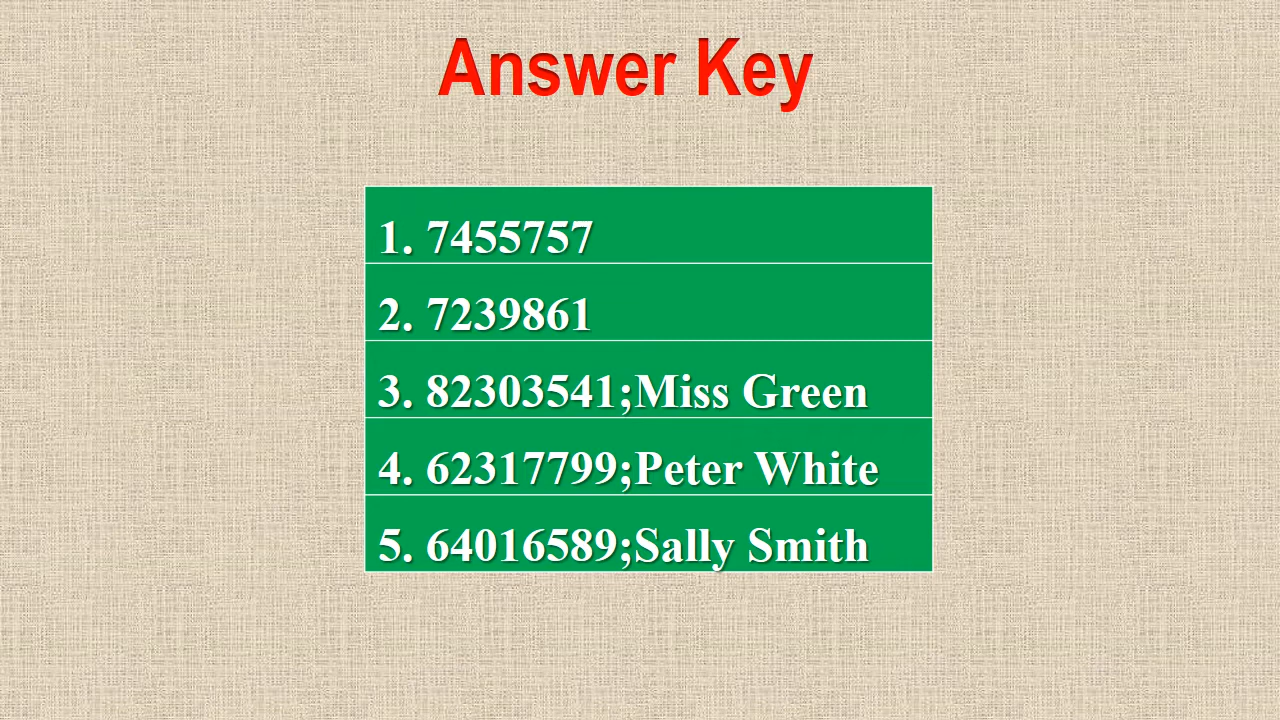 Answer Key
1. 7455757
2. 7239861
3. 82303541;Miss Green
4. 62317799;Peter White
5. 64016589;Sally Smith